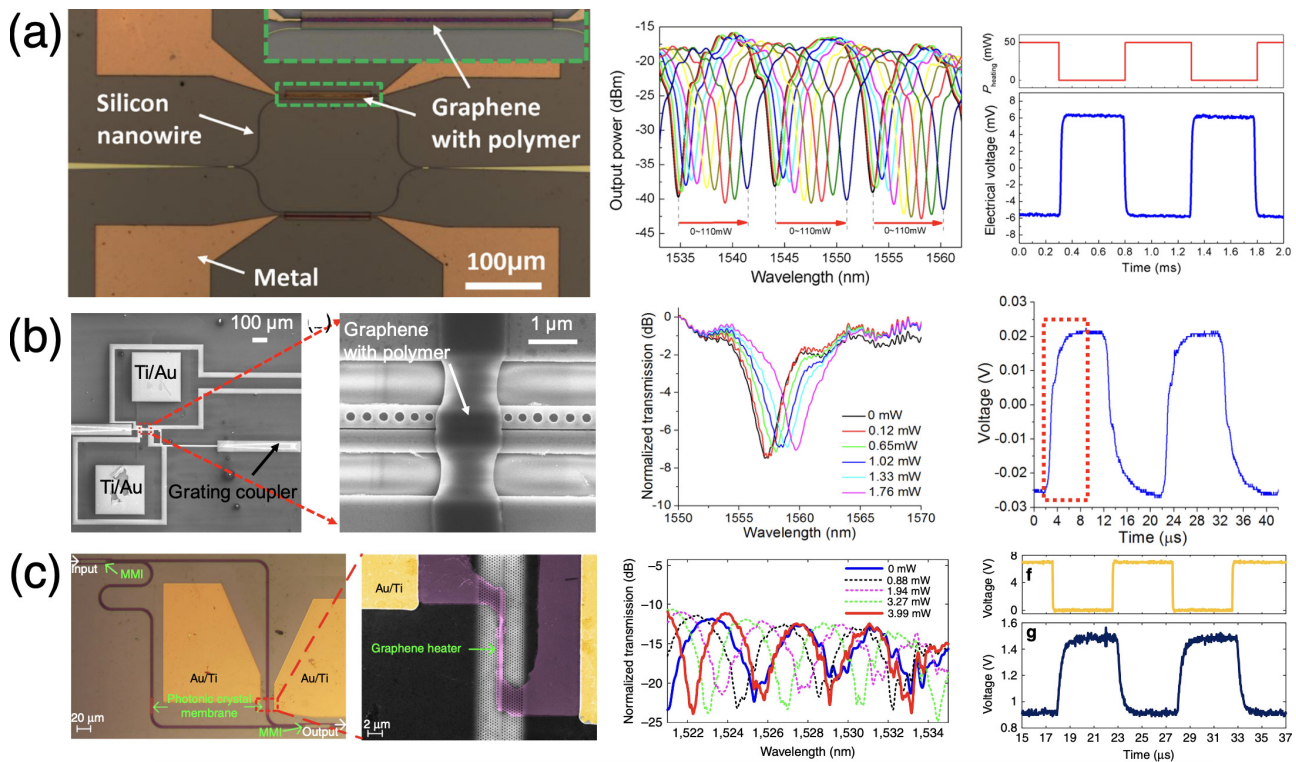 (a)
Silicon
nanowire
Graphene
with polymer
Metal
100µm
Output power (dBm)
-15
-20
-25
-30
-35
-40
-45
0~110mW
0~110mW
0~110mW
1535 1540 1545 1550 1555 1560
Wavelength (nm)
Pheating (mW)
50
0
Electrical voltage (mV)
8
6
4
2
0
-2
-4
-6
-8
0.0 0.2 0.4 0.6 0.8 1.0 1.2 1.4 1.6 1.8 2.0
Time (ms)
(b)
100 µm
Ti/Au
Ti/Au
Grating coupler
Graphene
with polymer
1 µm
Normalized transmission (dB)
0
-2
-4
-6
-8
-10
0 mW
0.12 mW
0.65mW
1.02 mW
1.33 mW
1.76 mW
1550 1555 1560 1565 1570
Wavelength (nm)
Voltage (V)
0.03
0.02
0.01
0.00
-0.01
-0.02
-0.03
0 4 8 12 16 20 24 28 32 36 40
Time (µs)
(c)
Input
MMI
Au/Ti
Au/Ti
Photonic crystal
membrane
MMI
Output
20 µm
Au/Ti
Graphene heater
2 µm
Normalized transmission (dB)
−5
−10
−15
−20
−25
0 mW
0.88 mW
1.94 mW
3.27 mW
3.99 mW
1,522 1,524 1,526 1,528 1,530 1,532 1,534
Wavelength (nm)
f
Voltage (V)
8
4
0
g
Voltage (V)
1.6
1.4
1.2
1
0.8
15 17 19 21 23 25 27 29 31 33 35 37
Time (µs)